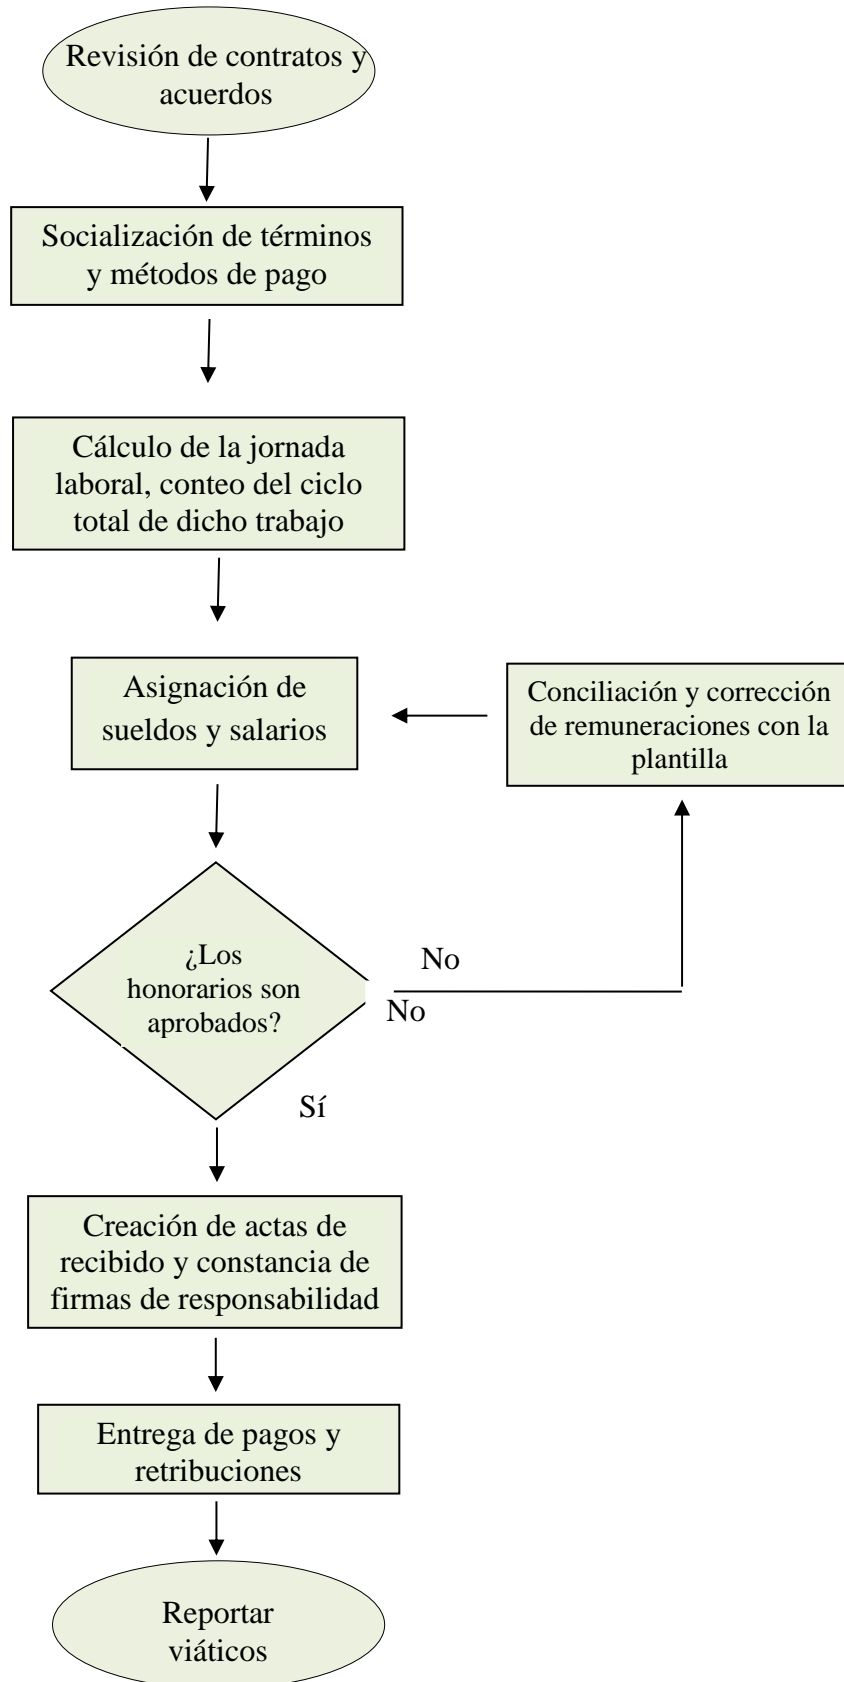 Revisión de contratos y
acuerdos
Socialización de términos
y métodos de pago
Cálculo de la jornada
laboral, conteo del ciclo
total de dicho trabajo
Asignación de
sueldos y salarios
Conciliación y corrección
de remuneraciones con la
plantilla
¿Los
honorarios son
aprobados?
No
No
Sí
Creación de actas de
recibido y constancia de
firmas de responsabilidad
Entrega de pagos y
retribuciones
Reportar
viáticos